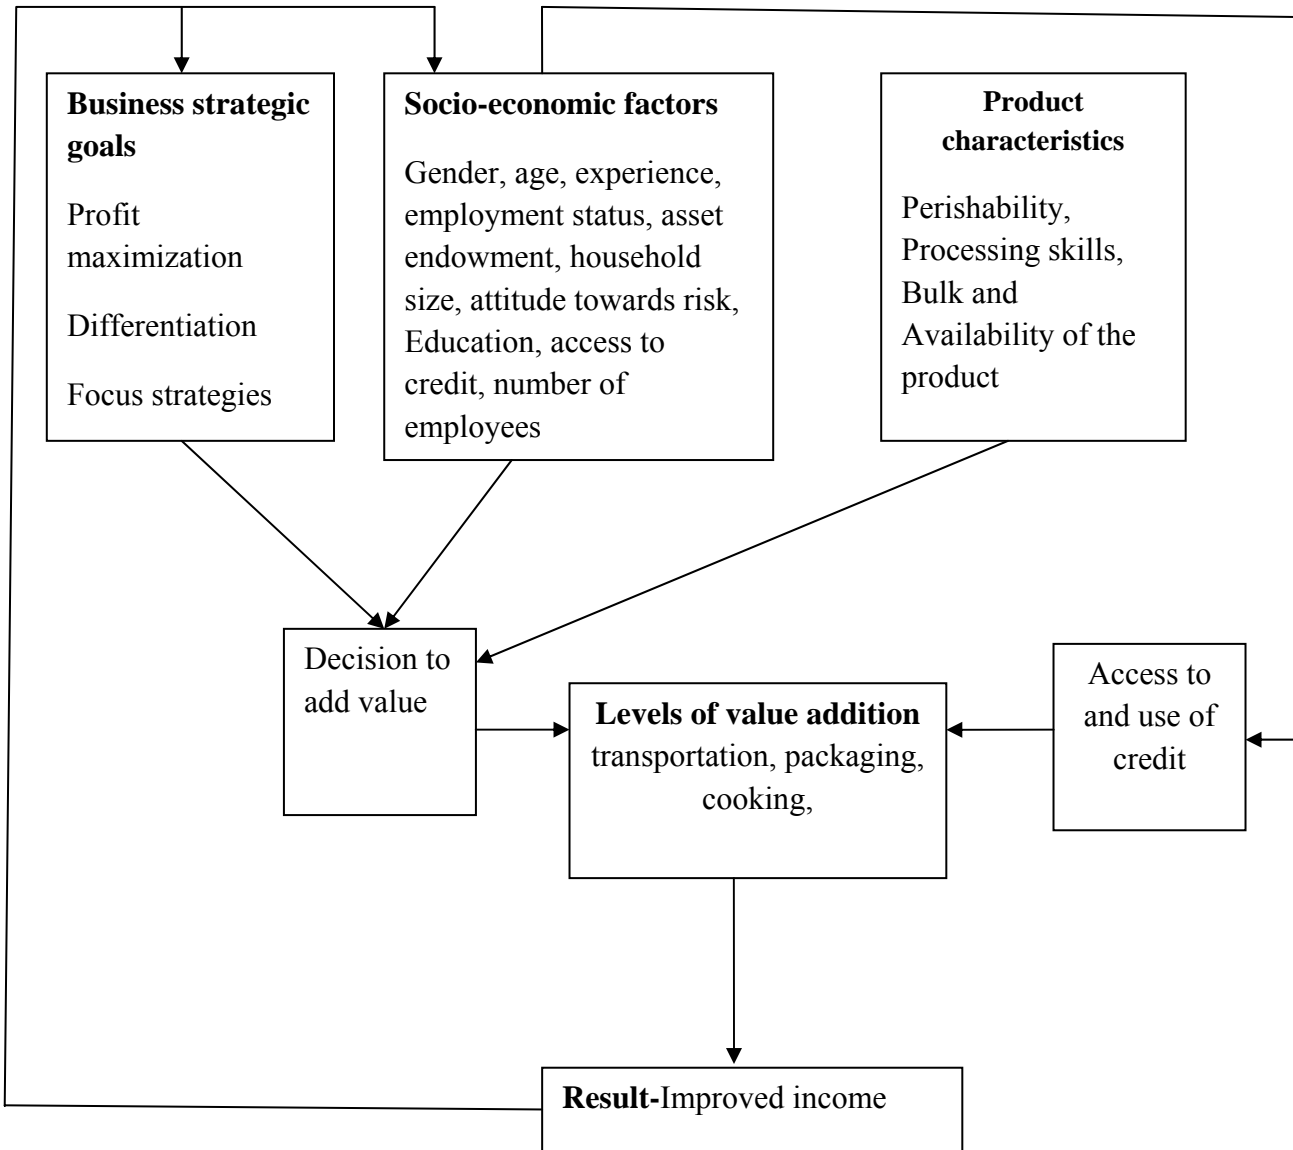 Business strategic
goals
Profit
maximization
Differentiation
Focus strategies
Socio-economic factors
Gender, age, experience,
employment status, asset
endowment, household
size, attitude towards risk,
Education, access to
credit, number of
employees
Product
characteristics
Perishability,
Processing skills,
Bulk and
Availability of the
product
Decision to
add value
Levels of value addition
transportation, packaging,
cooking,
Access to
and use of
credit
Result-Improved income